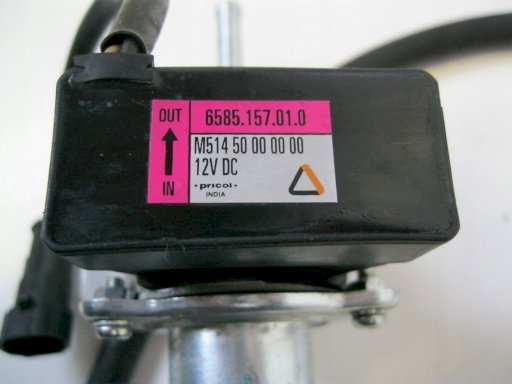 OUT
6585.157.01.0
M514 50 00 00 00
12V DC
IN
pricol
INDIA